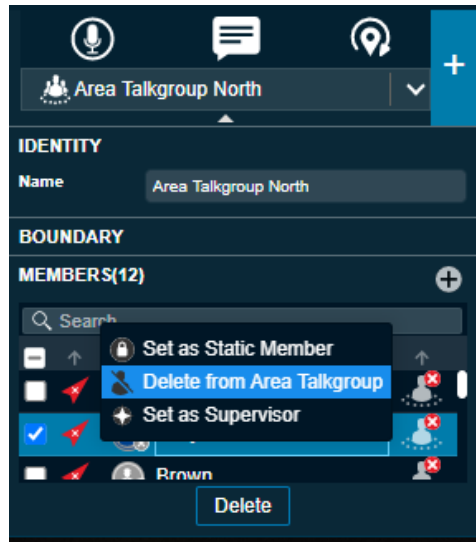 Area Talkgroup North
+
IDENTITY
Name Area Talkgroup North
BOUNDARY
MEMBERS(12)
Search
Set as Static Member
Delete from Area Talkgroup
Set as Supervisor
Brown
Delete